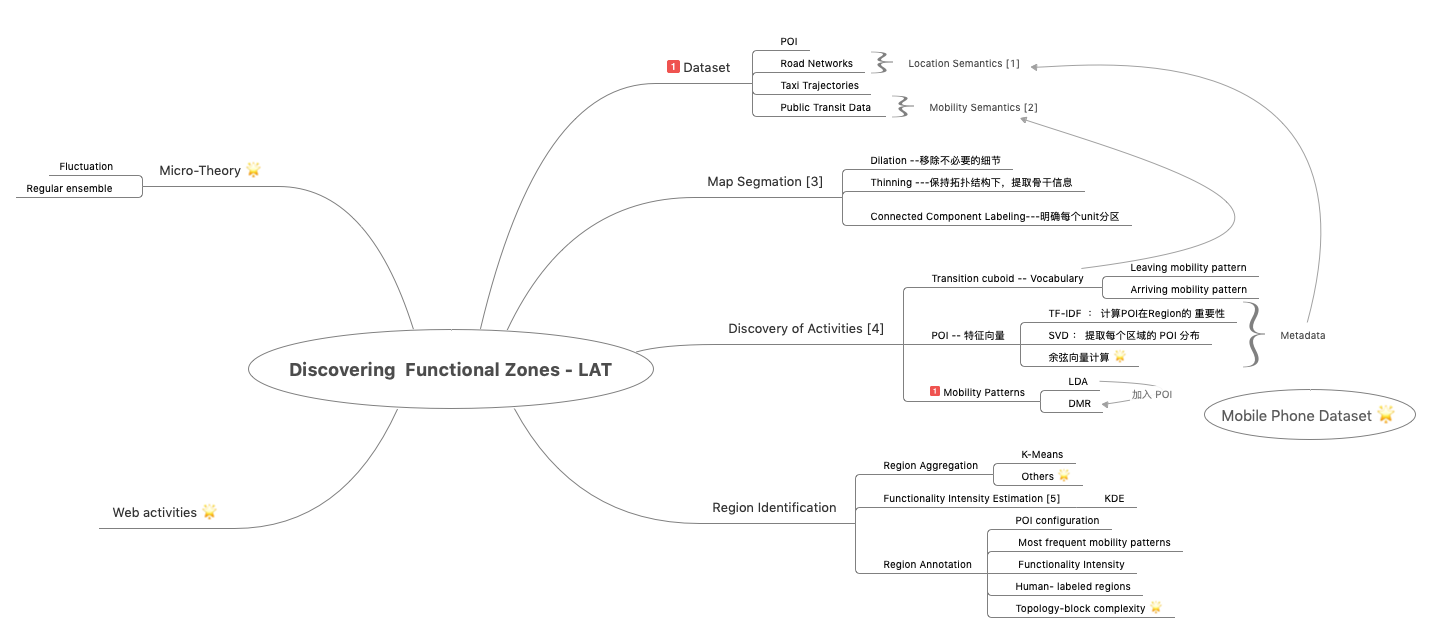 Discovering Functional Zones - LAT
1 Dataset
POI
Road Networks
Location Semantics [1]
Taxi Trajectories
Public Transit Data
Mobility Semantics [2]
Map Segmation [3]
Dilation --移除不必要的细节
Thinning ---保持拓扑结构下，提取骨干信息
Connected Component Labeling---明确每个unit分区
Discovery of Activities [4]
Transition cuboid -- Vocabulary
Leaving mobility pattern
Arriving mobility pattern
POI -- 特征向量
TF-IDF ： 计算POI在Region的 重要性
SVD： 提取每个区域的 POI 分布
余弦向量计算
Metadata
1 Mobility Patterns
LDA
DMR
加入 POI
Mobile Phone Dataset
Region Identification
Region Aggregation
K-Means
Others
Functionality Intensity Estimation [5]
KDE
Region Annotation
POI configuration
Most frequent mobility patterns
Functionality Intensity
Human- labeled regions
Topology-block complexity
Micro-Theory
Fluctuation
Regular ensemble
Web activities